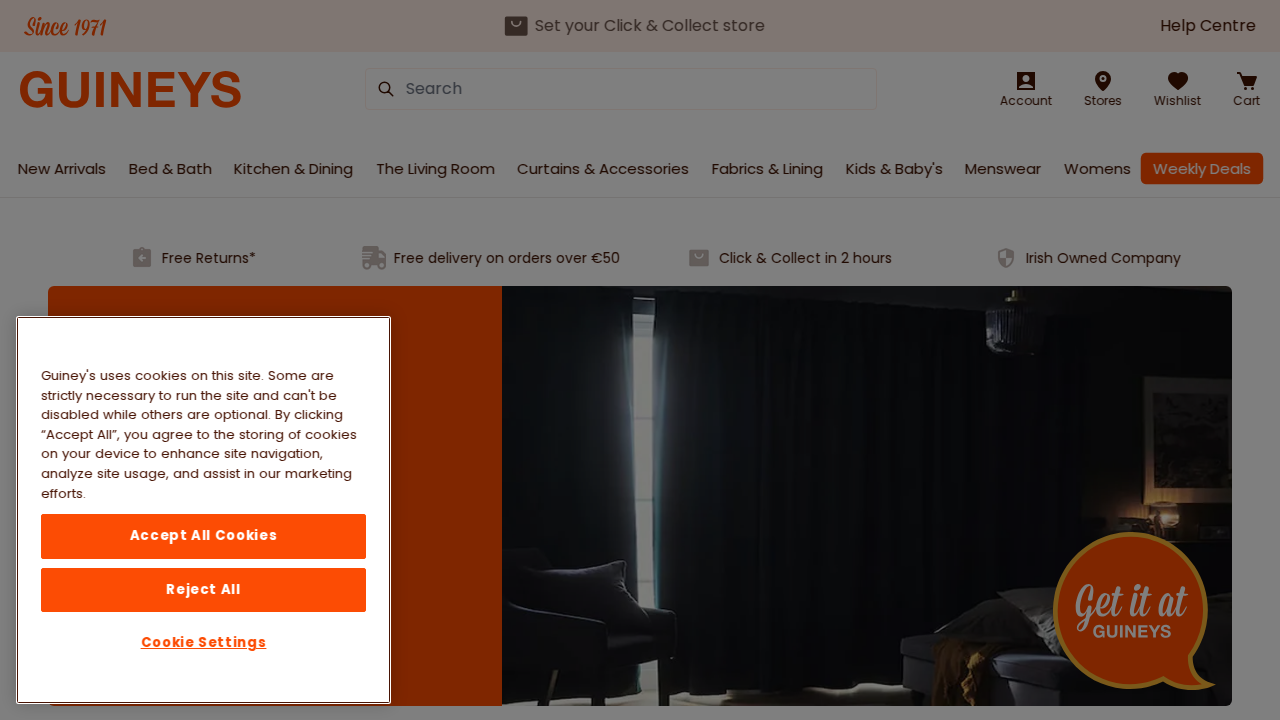 Since 1971
Set your Click & Collect store
Help Centre
GUINEYS
Search
Account
Stores
Wishlist
Cart
New Arrivals
Bed & Bath
Kitchen & Dining
The Living Room
Curtains & Accessories
Fabrics & Lining
Kids & Baby's
Menswear
Womens
Weekly Deals
Free Returns*
Free delivery on orders over €50
Click & Collect in 2 hours
Irish Owned Company
Guiney's uses cookies on this site. Some are
strictly necessary to run the site and can't be
disabled while others are optional. By clicking
“Accept All”, you agree to the storing of cookies
on your device to enhance site navigation,
analyze site usage, and assist in our marketing
efforts.
Accept All Cookies
Reject All
Cookie Settings
Get it at
GUINEYS